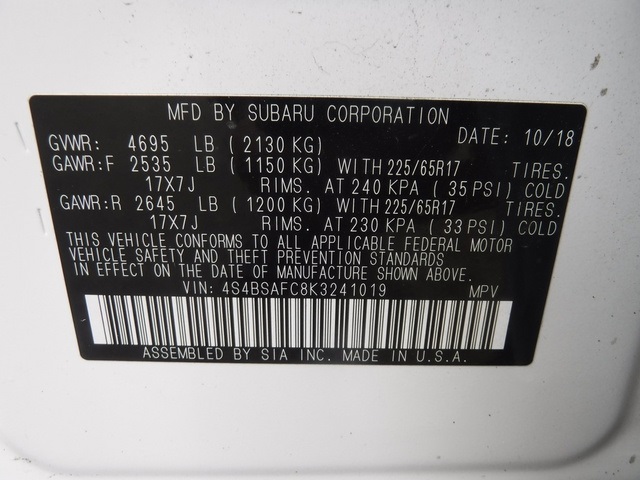 MFD BY SUBARU CORPORATION
GVWR: 4695 LB (2130 KG) DATE: 10/18
GAWR:F 2535 LB (1150 KG) WITH 225/65R17 TIRES.
17X7J RIMS. AT 240 KPA (35 PSI) COLD
GAWR:R 2645 LB (1200 KG) WITH 225/65R17 TIRES.
17X7J RIMS. AT 230 KPA (33 PSI) COLD
THIS VEHICLE CONFORMS TO ALL APPLICABLE FEDERAL MOTOR
VEHICLE SAFETY AND THEFT PREVENTION STANDARDS
IN EFFECT ON THE DATE OF MANUFACTURE SHOWN ABOVE.
VIN: 4S4BSAFC8K3241019 MPV
ASSEMBLED BY SIA INC. MADE IN U.S.A.